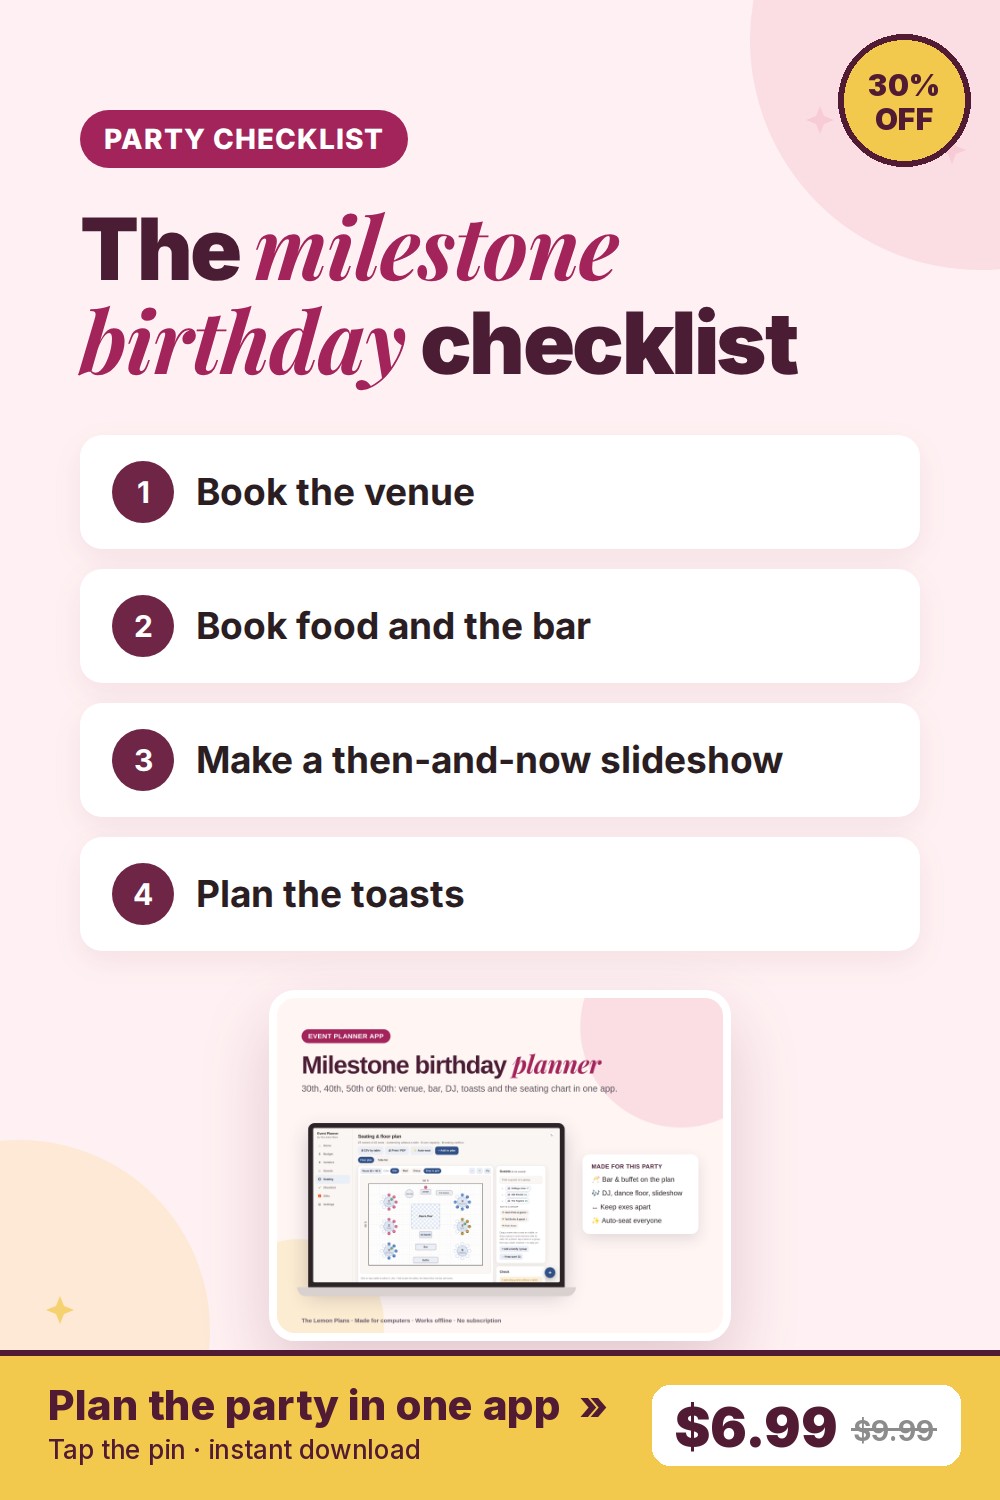 30%
OFF
PARTY CHECKLIST
The milestone
birthday checklist
1 Book the venue
2 Book food and the bar
3 Make a then-and-now slideshow
4 Plan the toasts
EVENT PLANNER APP
Milestone birthday planner
30th, 40th, 50th or 60th: venue, bar, DJ, toasts and the seating chart in one app.
Seating & floor plan
MADE FOR THIS PARTY
Bar & buffet on the plan
DJ, dance floor, slideshow
Keep exes apart
Auto-seat everyone
The Lemon Plans · Made for computers · Works offline · No subscription
Plan the party in one app »
Tap the pin · instant download
$6.99 $9.99